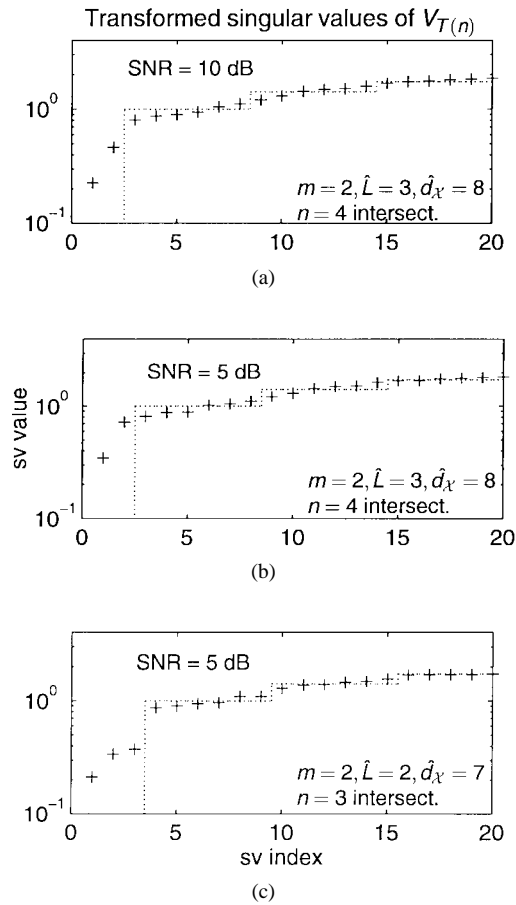 Transformed singular values of V_{T(n)}
10^0
10^{-1}
SNR = 10 dB
m = 2, L̂ = 3, d̂_𝒳 = 8
n = 4 intersect.
0 5 10 15 20
(a)
sv value
10^0
10^{-1}
SNR = 5 dB
m = 2, L̂ = 3, d̂_𝒳 = 8
n = 4 intersect.
0 5 10 15 20
(b)
10^0
10^{-1}
SNR = 5 dB
m = 2, L̂ = 2, d̂_𝒳 = 7
n = 3 intersect.
0 5 10 15 20
sv index
(c)